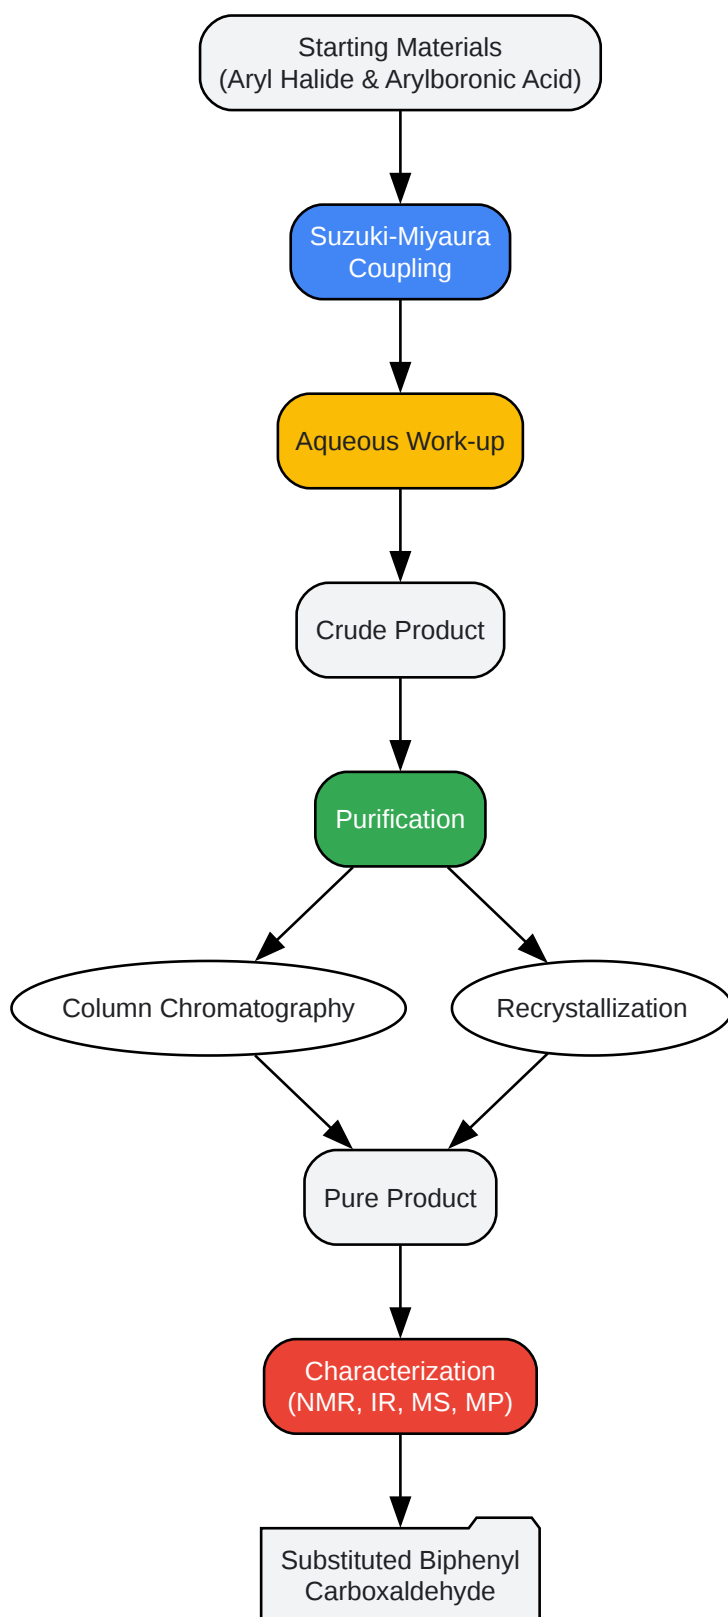 Starting Materials
(Aryl Halide & Arylboronic Acid)
Suzuki-Miyaura
Coupling
Aqueous Work-up
Crude Product
Purification
Column Chromatography
Recrystallization
Pure Product
Characterization
(NMR, IR, MS, MP)
Substituted Biphenyl
Carboxaldehyde